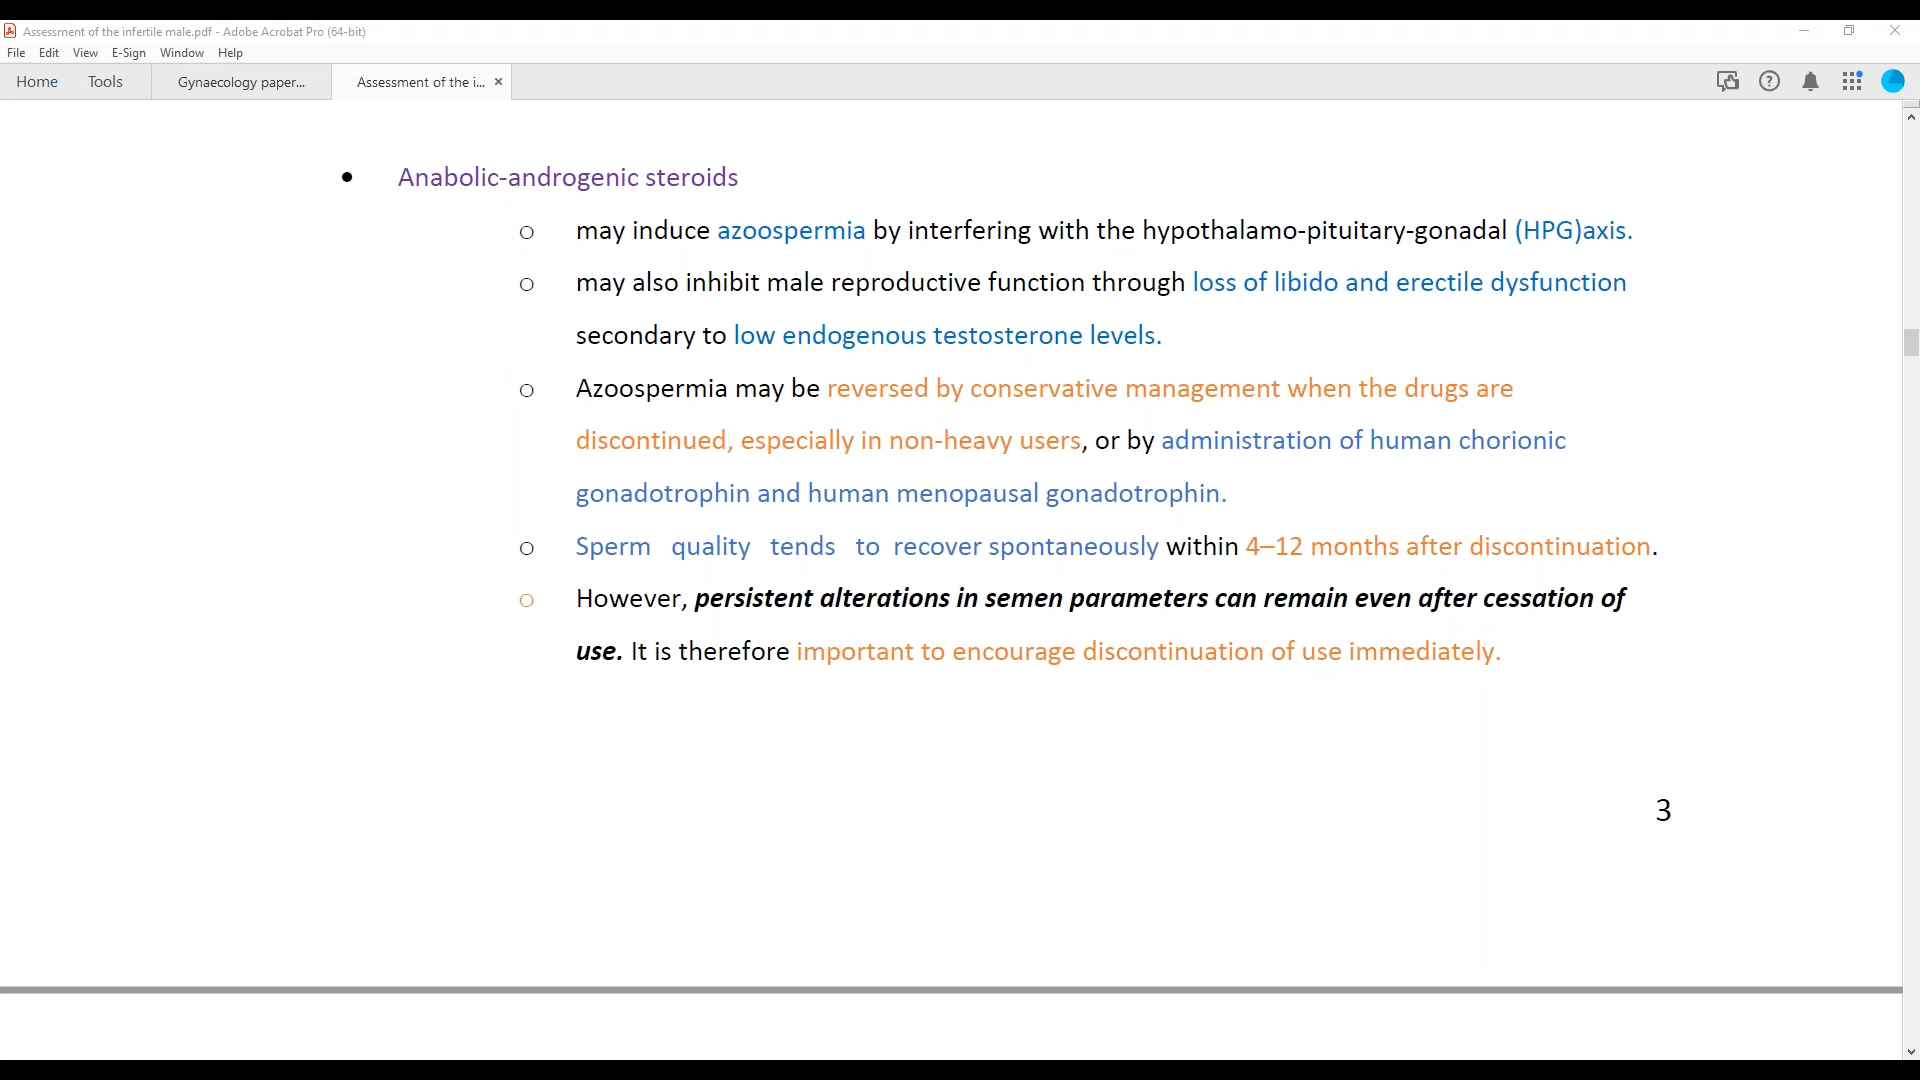 Assessment of the infertile male.pdf - Adobe Acrobat Pro (64-bit)
File Edit View E-Sign Window Help
Home Tools Gynaecology paper... Assessment of the i... ×
• Anabolic-androgenic steroids
o may induce azoospermia by interfering with the hypothalamo-pituitary-gonadal (HPG)axis.
o may also inhibit male reproductive function through loss of libido and erectile dysfunction
secondary to low endogenous testosterone levels.
o Azoospermia may be reversed by conservative management when the drugs are
discontinued, especially in non-heavy users, or by administration of human chorionic
gonadotrophin and human menopausal gonadotrophin.
o Sperm quality tends to recover spontaneously within 4–12 months after discontinuation.
o However, persistent alterations in semen parameters can remain even after cessation of
use. It is therefore important to encourage discontinuation of use immediately.
3